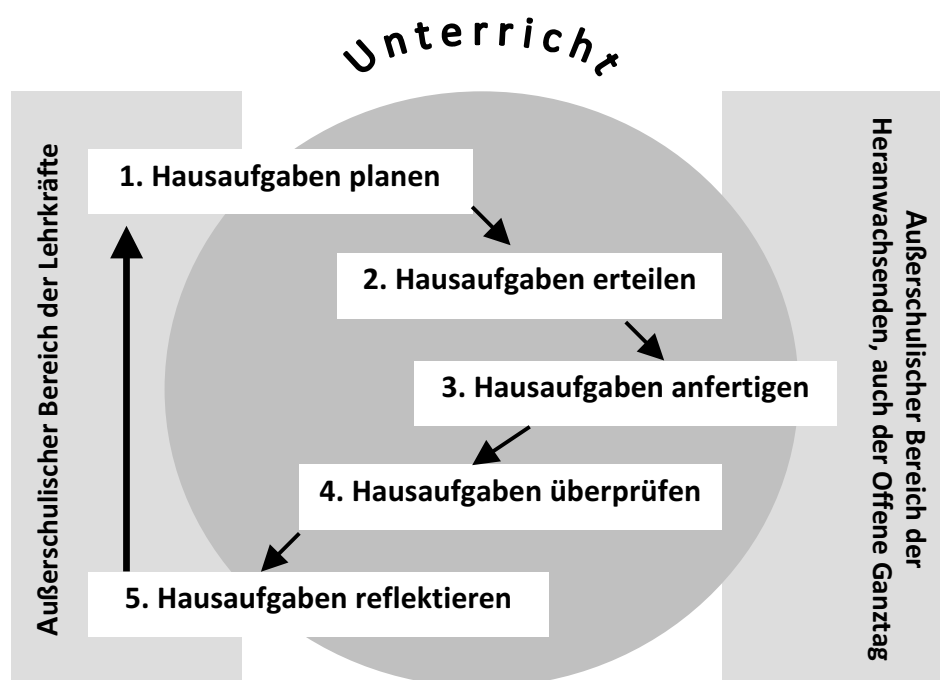 Unterricht
Außerschulischer Bereich der Lehrkräfte
1. Hausaufgaben planen
2. Hausaufgaben erteilen
3. Hausaufgaben anfertigen
4. Hausaufgaben überprüfen
5. Hausaufgaben reflektieren
Außerschulischer Bereich der
Heranwachsenden, auch der Offene Ganztag